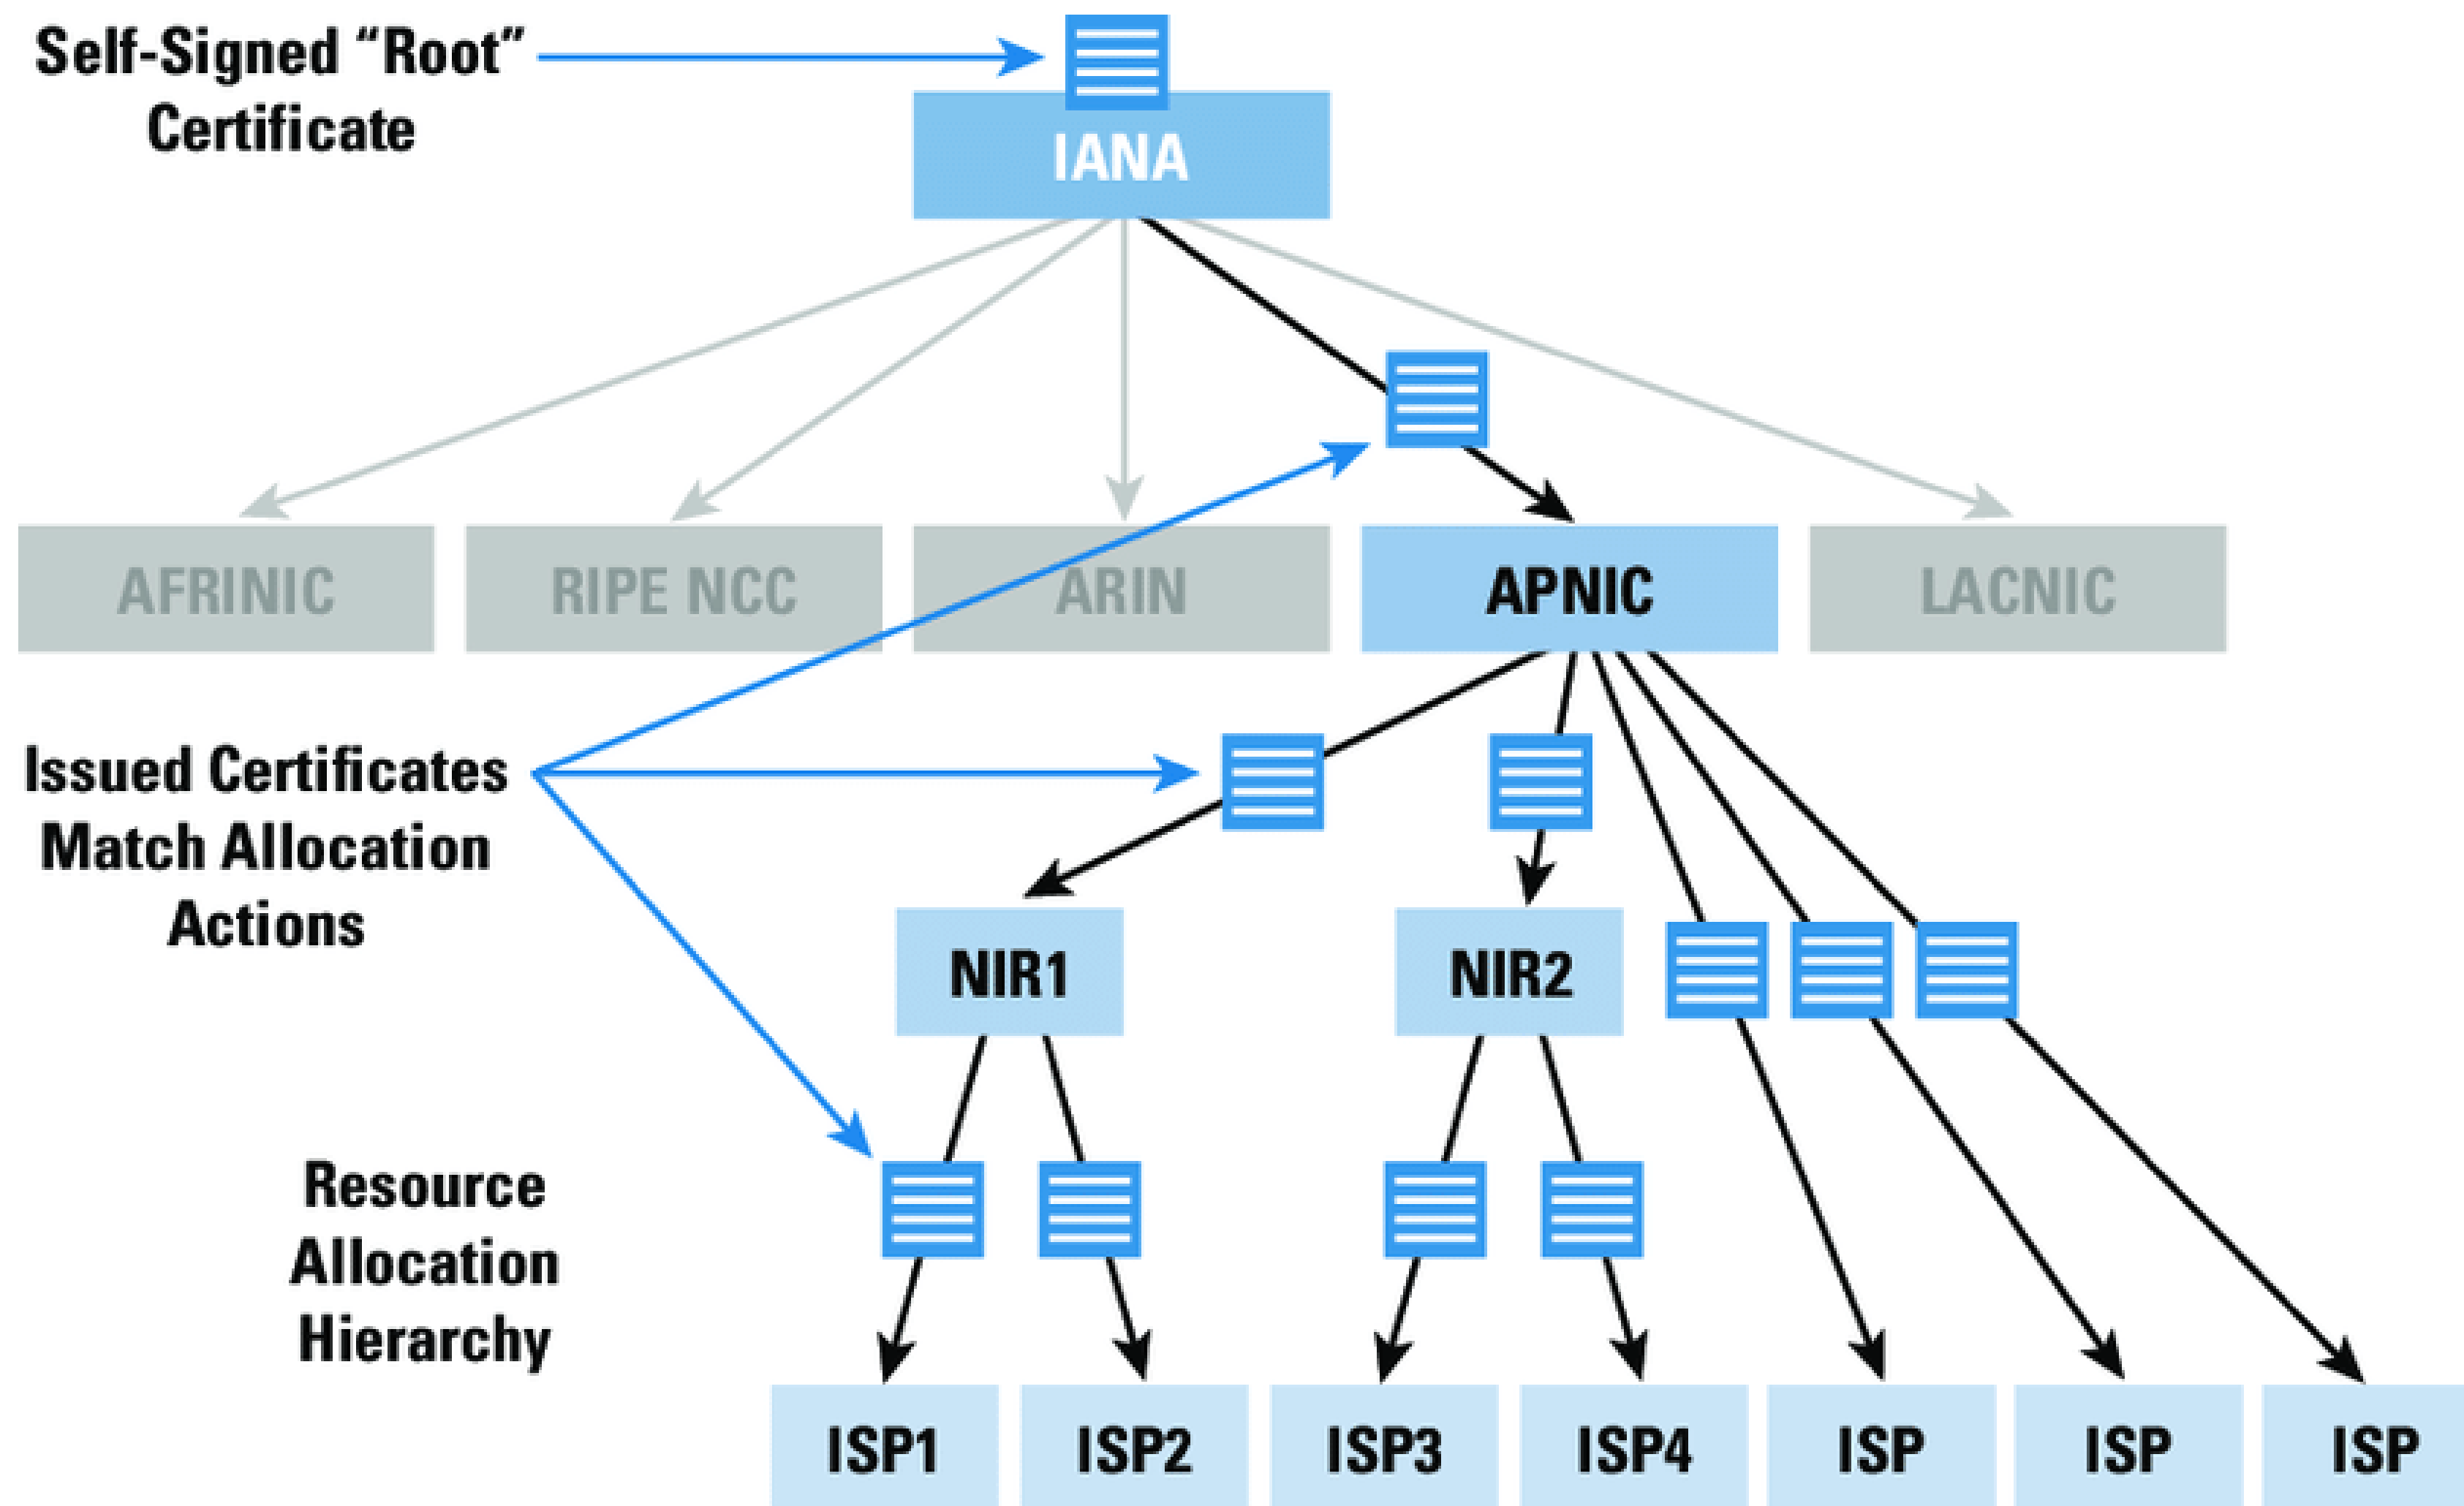 Self-Signed “Root”
Certificate
IANA
AFRINIC
RIPE NCC
ARIN
APNIC
LACNIC
Issued Certificates
Match Allocation
Actions
NIR1
NIR2
Resource
Allocation
Hierarchy
ISP1
ISP2
ISP3
ISP4
ISP
ISP
ISP